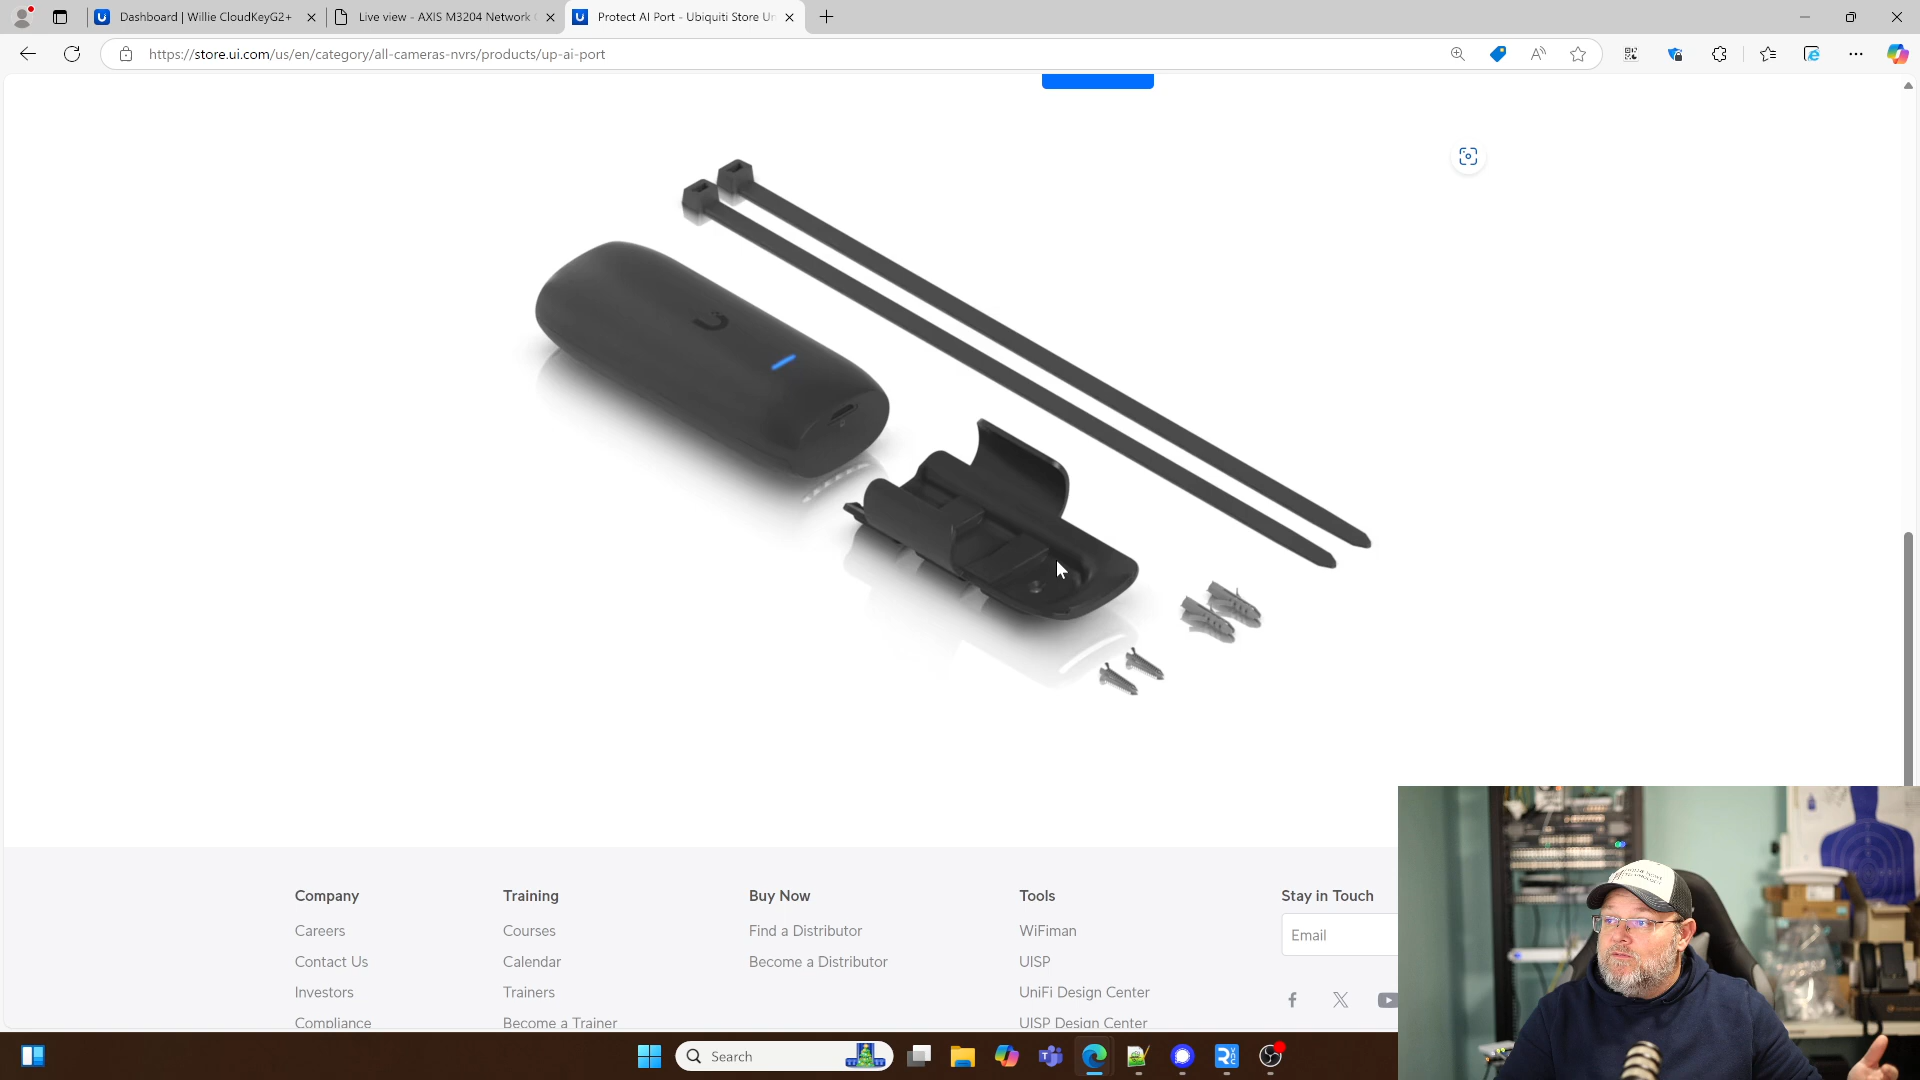 Dashboard | Willie CloudKeyG2+
Live view - AXIS M3204 Network
Protect AI Port - Ubiquiti Store
https://store.ui.com/us/en/category/all-cameras-nvrs/products/up-ai-port
Company
Careers
Contact Us
Investors
Compliance
Training
Courses
Calendar
Trainers
Become a Trainer
Buy Now
Find a Distributor
Become a Distributor
Tools
WiFiman
UISP
UniFi Design Center
UISP Design Center
Stay in Touch
Email
Search